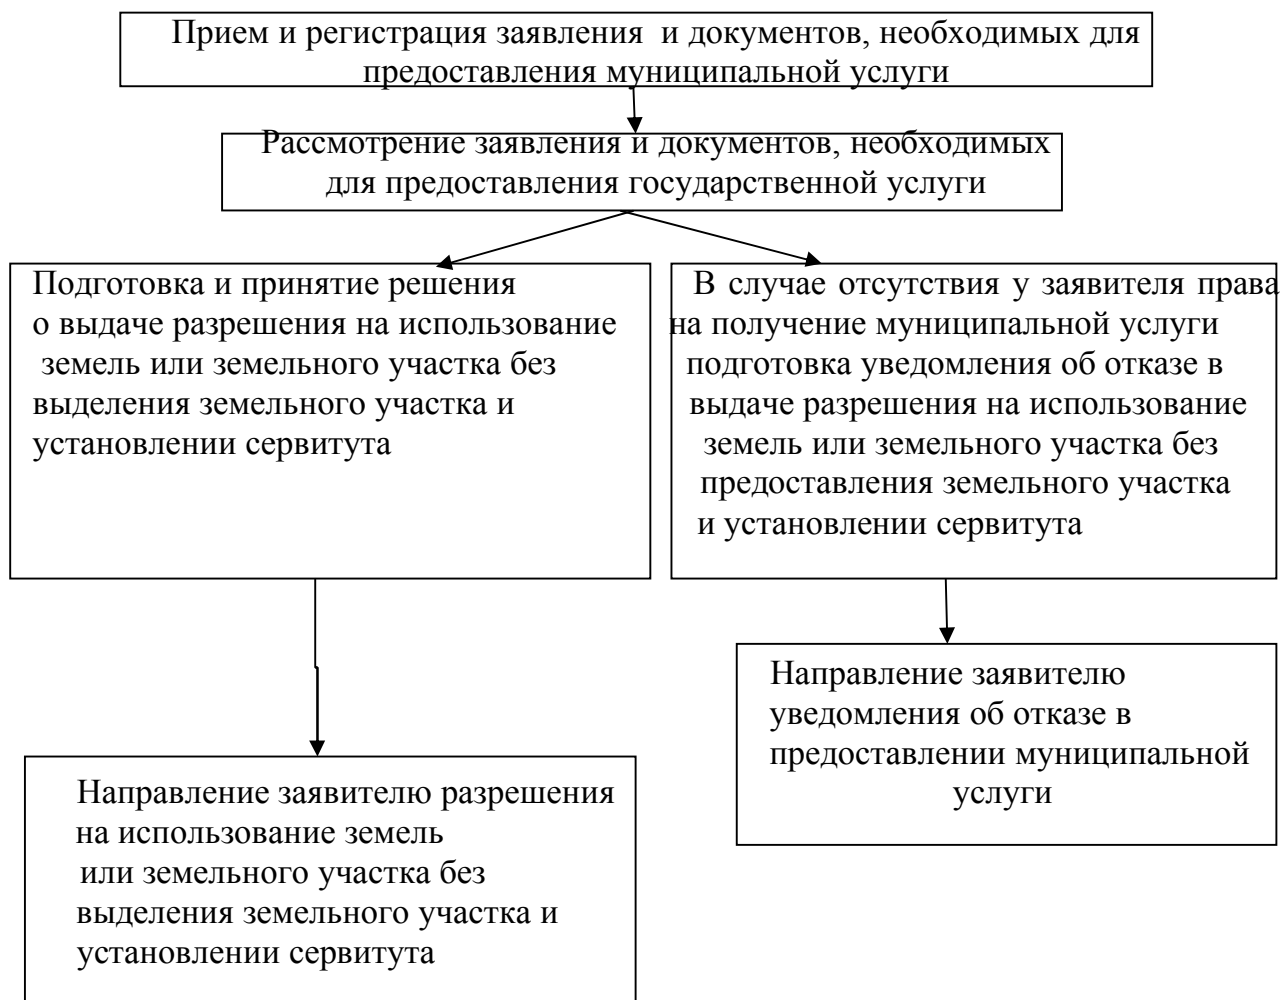 Прием и регистрация заявления и документов, необходимых для
предоставления муниципальной услуги
Рассмотрение заявления и документов, необходимых
для предоставления государственной услуги
Подготовка и принятие решения
о выдаче разрешения на использование
земель или земельного участка без
выделения земельного участка и
установлении сервитута
В случае отсутствия у заявителя права
на получение муниципальной услуги
подготовка уведомления об отказе в
выдаче разрешения на использование
земель или земельного участка без
предоставления земельного участка
и установлении сервитута
Направление заявителю
уведомления об отказе в
предоставлении муниципальной
услуги
Направление заявителю разрешения
на использование земель
или земельного участка без
выделения земельного участка и
установлении сервитута